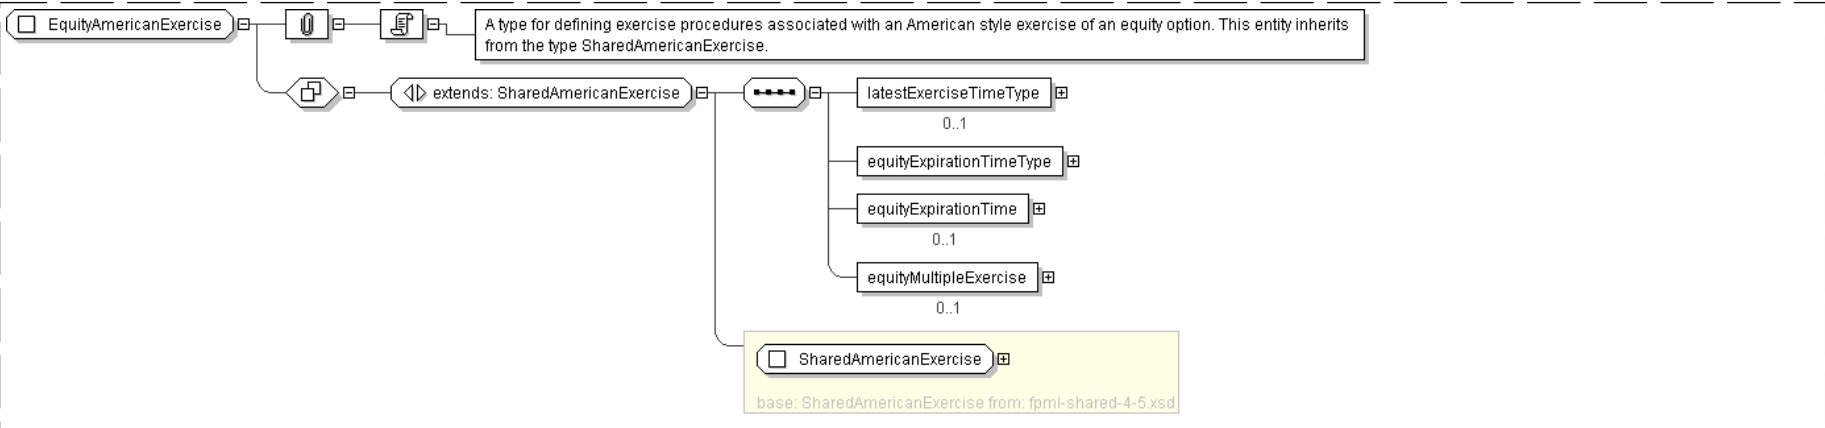 EquityAmericanExercise
A type for defining exercise procedures associated with an American style exercise of an equity option. This entity inherits
from the type SharedAmericanExercise.
extends: SharedAmericanExercise
latestExerciseTimeType
0..1
equityExpirationTimeType
equityExpirationTime
0..1
equityMultipleExercise
0..1
SharedAmericanExercise
base: SharedAmericanExercise from: fpml-shared-4-5.xsd